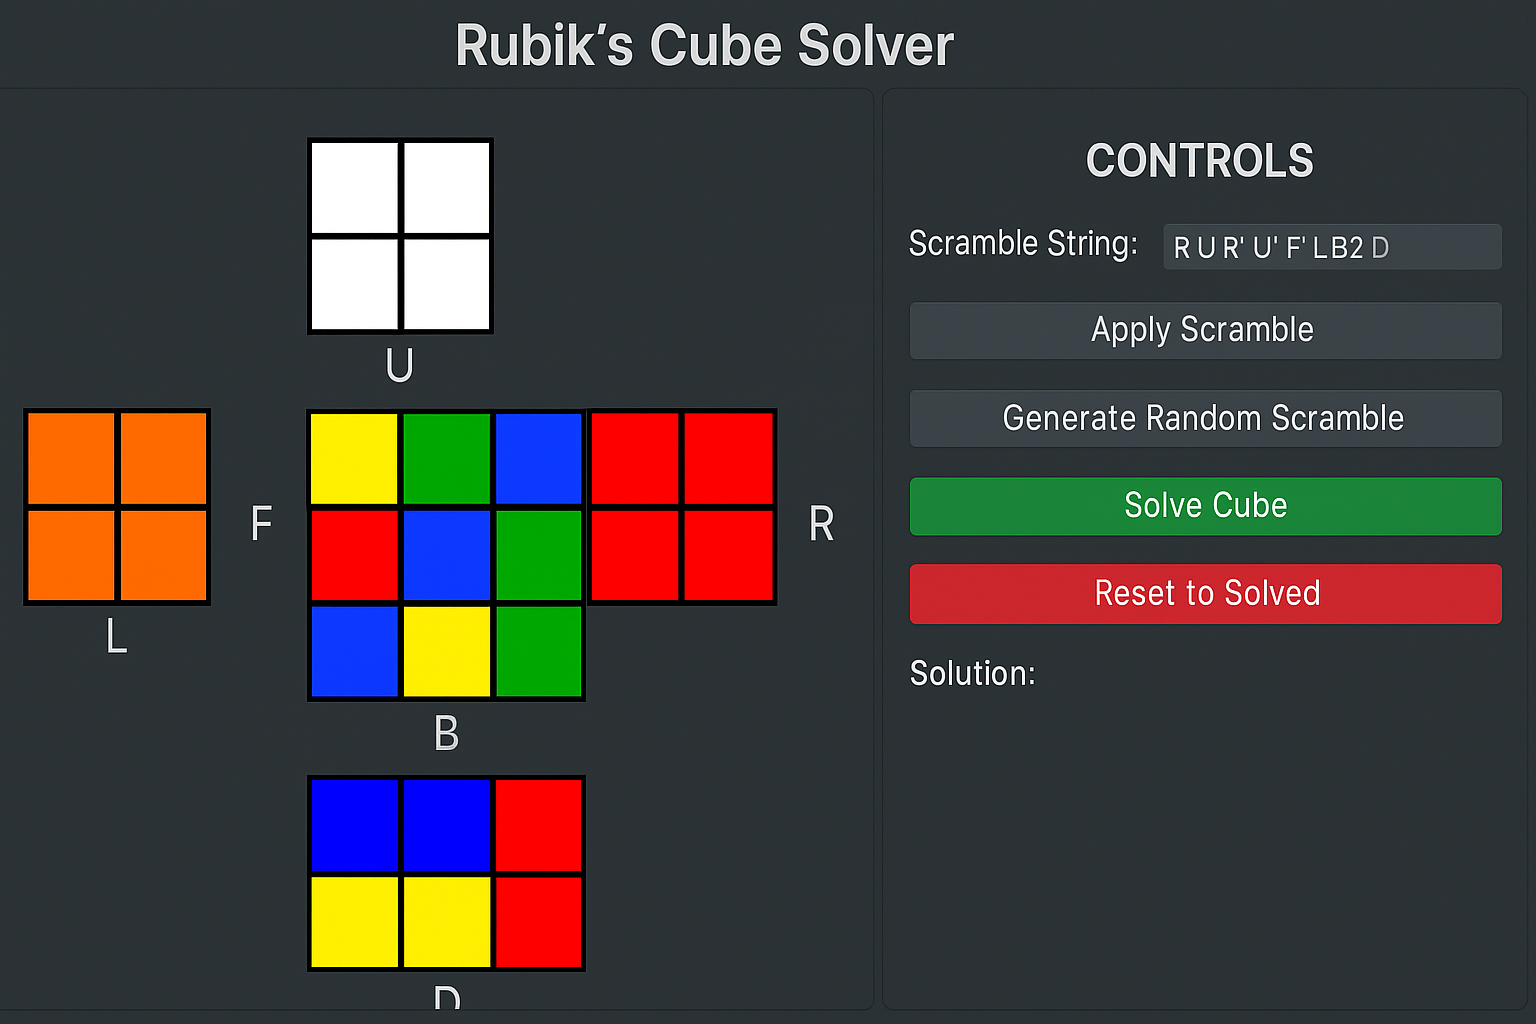 Rubik’s Cube Solver
U
L
F
R
B
D
CONTROLS
Scramble String: R U R' U' F' L B2 D
Apply Scramble
Generate Random Scramble
Solve Cube
Reset to Solved
Solution: